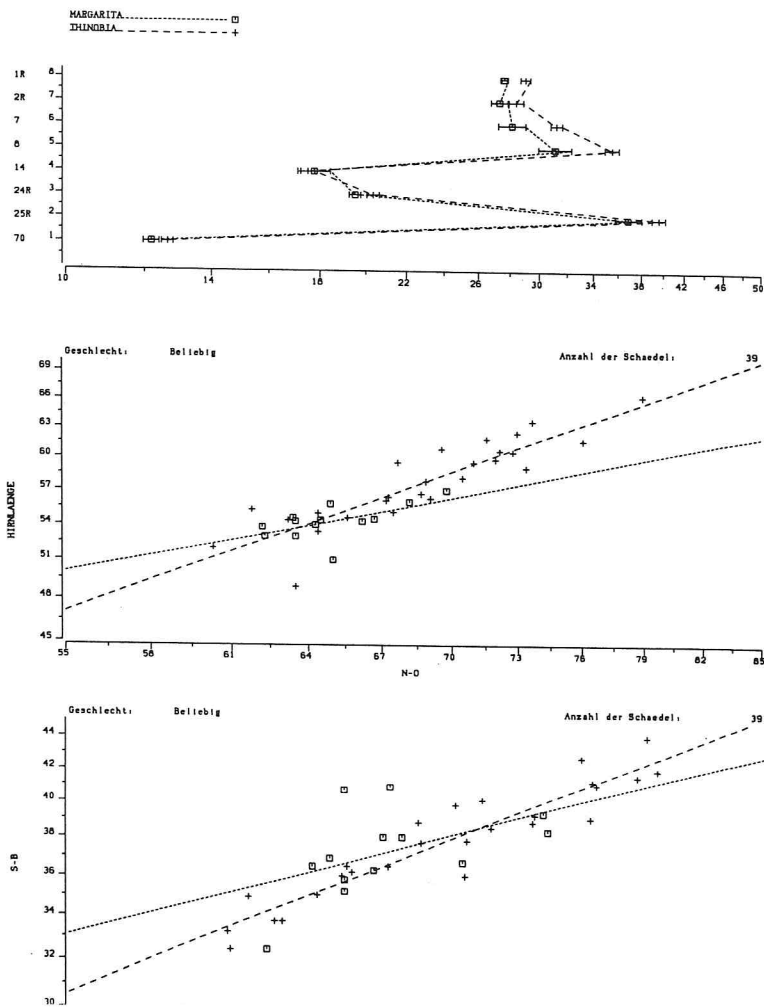 MARGARITA
THINOBIA
1R 8
2R 7
7 6
8 5
14 4
24R 3
25R 2
70 1
10 14 18 22 26 30 34 38 42 46 50
Geschlecht: Beliebig Anzahl der Schaedel: 39
69
66
63
60
57
54
51
48
45
HIRNLAENGE
55 58 61 64 67 70 73 76 79 82 85
N-O
Geschlecht: Beliebig Anzahl der Schaedel: 39
44
42
40
38
36
34
32
30
S-B